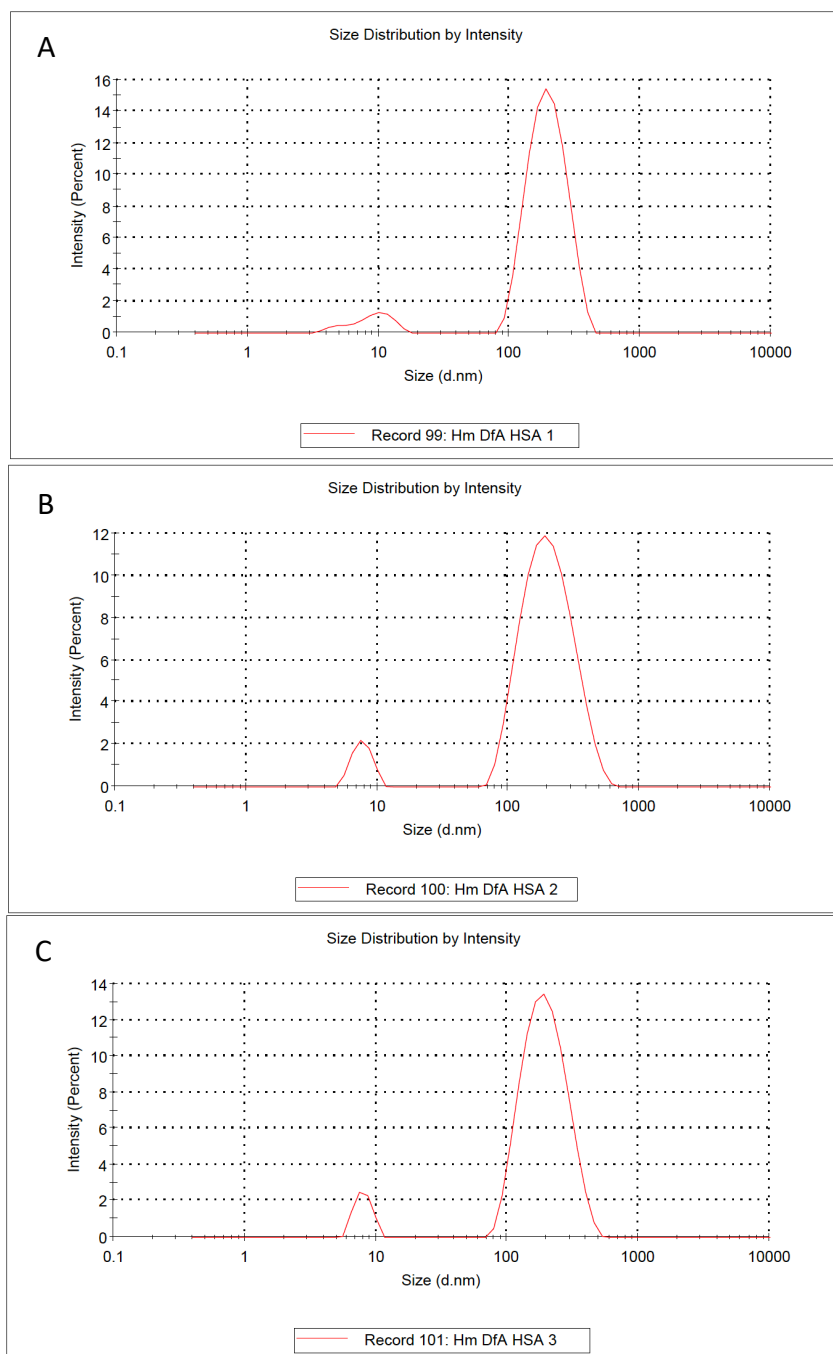 A
Size Distribution by Intensity
16
14
12
10
8
6
4
2
0
Intensity (Percent)
0.1 1 10 100 1000 10000
Size (d.nm)
Record 99: Hm DfA HSA 1
B
Size Distribution by Intensity
12
10
8
6
4
2
0
Intensity (Percent)
0.1 1 10 100 1000 10000
Size (d.nm)
Record 100: Hm DfA HSA 2
C
Size Distribution by Intensity
14
12
10
8
6
4
2
0
Intensity (Percent)
0.1 1 10 100 1000 10000
Size (d.nm)
Record 101: Hm DfA HSA 3